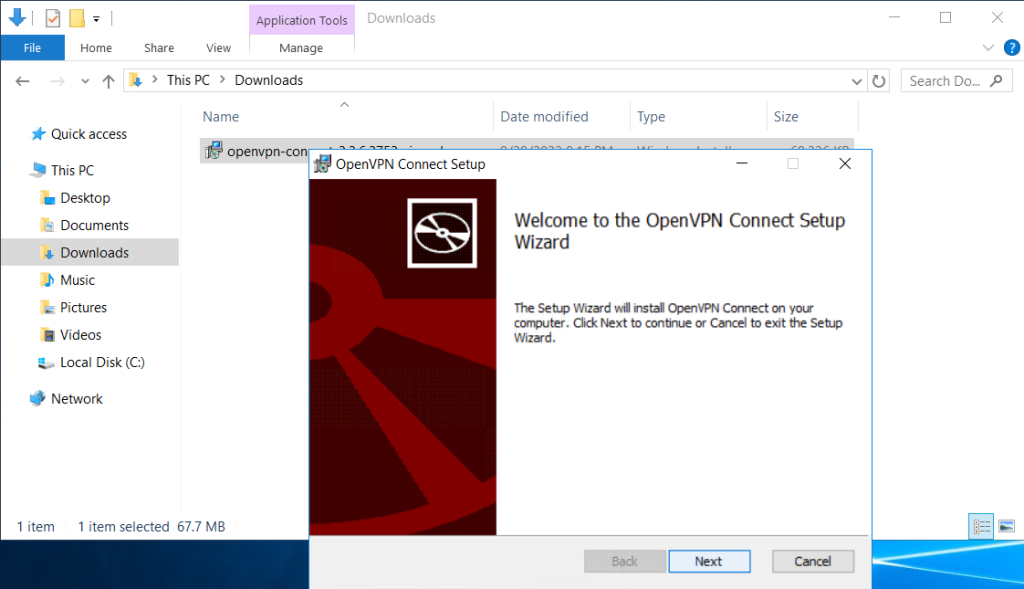 Application Tools
Downloads
File
Home
Share
View
Manage
?
This PC
Downloads
Search Do...
Name
Date modified
Type
Size
Quick access
This PC
Desktop
Documents
Downloads
Music
Pictures
Videos
Local Disk (C:)
Network
openvpn-con
OpenVPN Connect Setup
Welcome to the OpenVPN Connect Setup
Wizard
The Setup Wizard will install OpenVPN Connect on your
computer. Click Next to continue or Cancel to exit the Setup
Wizard.
1 item
1 item selected 67.7 MB
Back
Next
Cancel